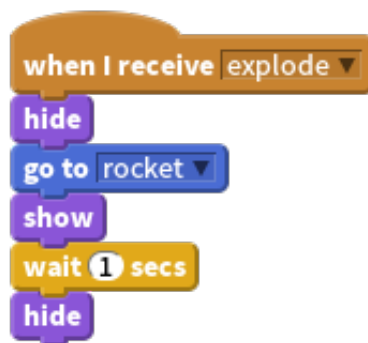 when I receive explode
hide
go to rocket
show
wait 1 secs
hide